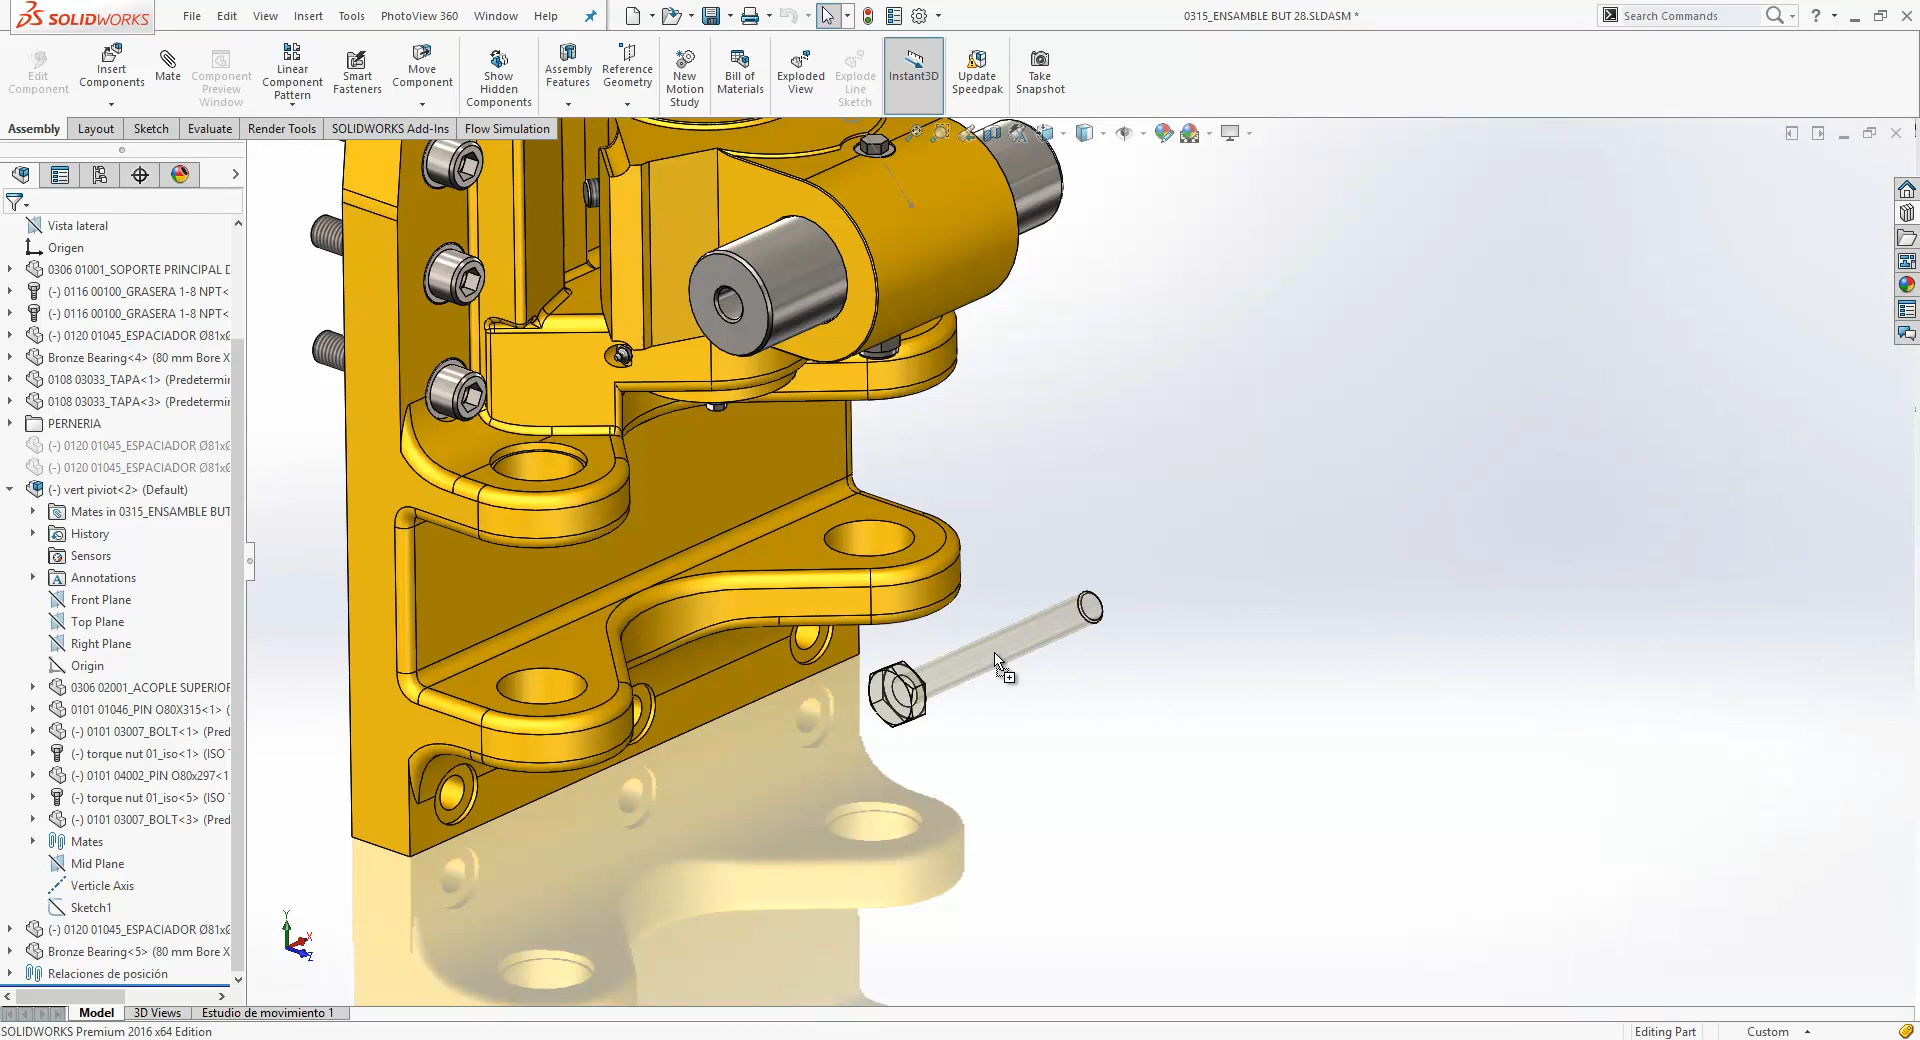 SOLIDWORKS
File Edit View Insert Tools PhotoView 360 Window Help
0315_ENSAMBLE BUT 28.SLDASM *
Search Commands
Edit Component
Insert Components
Mate
Component Preview Window
Linear Component Pattern
Smart Fasteners
Move Component
Show Hidden Components
Assembly Features
Reference Geometry
New Motion Study
Bill of Materials
Exploded View
Explode Line Sketch
Instant3D
Update Speedpak
Take Snapshot
Assembly Layout Sketch Evaluate Render Tools SOLIDWORKS Add-Ins Flow Simulation
Vista lateral
Origen
0306 01001_SOPORTE PRINCIPAL D
(-) 0116 00100_GRASERA 1-8 NPT<
(-) 0116 00100_GRASERA 1-8 NPT<
(-) 0120 01045_ESPACIADOR Ø81x
Bronze Bearing<4> (80 mm Bore X
0108 03033_TAPA<1> (Predetermin
0108 03033_TAPA<3> (Predetermin
PERNERIA
(-) 0120 01045_ESPACIADOR Ø81x
(-) 0120 01045_ESPACIADOR Ø81x
(-) vert piviot<2> (Default)
Mates in 0315_ENSAMBLE BUT
History
Sensors
Annotations
Front Plane
Top Plane
Right Plane
Origin
0306 02001_ACOPLE SUPERIOR
0101 01046_PIN O80X315<1> (
(-) 0101 03007_BOLT<1> (Pred
(-) torque nut 01_iso<1> (ISO
(-) 0101 04002_PIN O80x297<1
(-) torque nut 01_iso<5> (ISO
(-) 0101 03007_BOLT<3> (Pred
Mates
Mid Plane
Verticle Axis
Sketch1
(-) 0120 01045_ESPACIADOR Ø81x
Bronze Bearing<5> (80 mm Bore X
Relaciones de posición
Y
X
Z
Model 3D Views Estudio de movimiento 1
SOLIDWORKS Premium 2016 x64 Edition
Editing Part
Custom